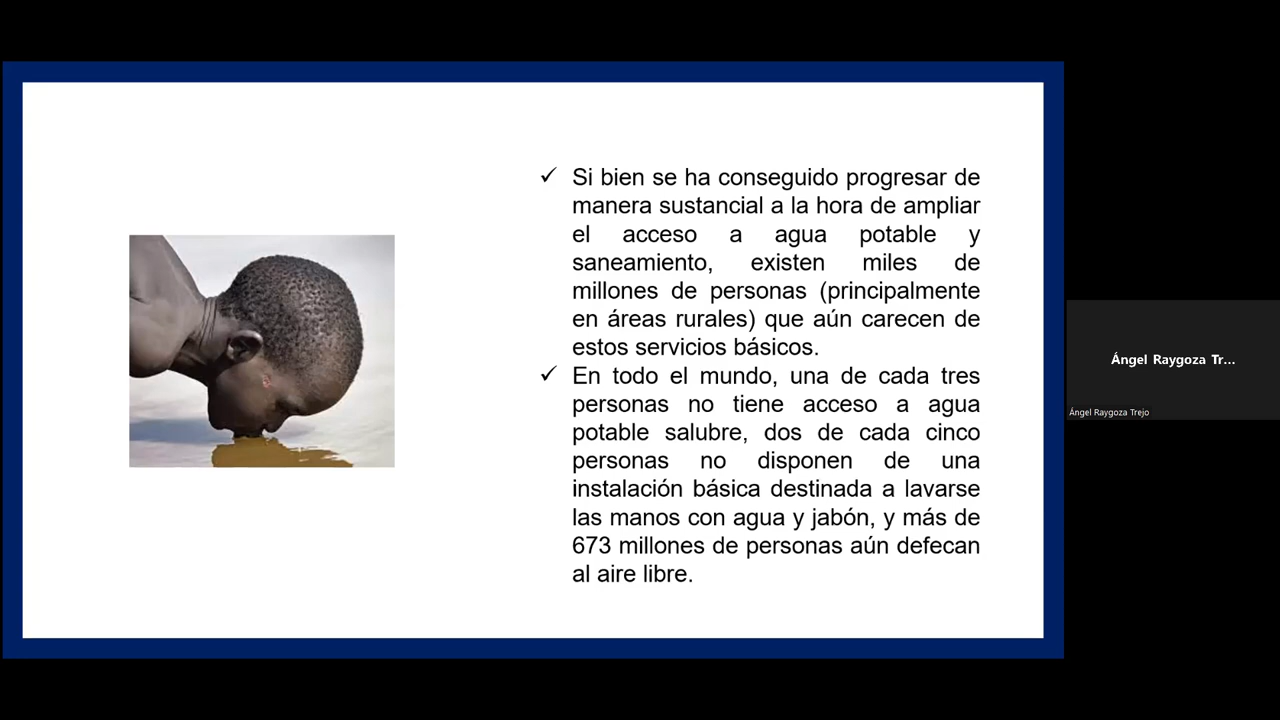 ✓ Si bien se ha conseguido progresar de
manera sustancial a la hora de ampliar
el acceso a agua potable y
saneamiento, existen miles de
millones de personas (principalmente
en áreas rurales) que aún carecen de
estos servicios básicos.
✓ En todo el mundo, una de cada tres
personas no tiene acceso a agua
potable salubre, dos de cada cinco
personas no disponen de una
instalación básica destinada a lavarse
las manos con agua y jabón, y más de
673 millones de personas aún defecan
al aire libre.
Ángel Raygoza Tr...
Ángel Raygoza Trejo